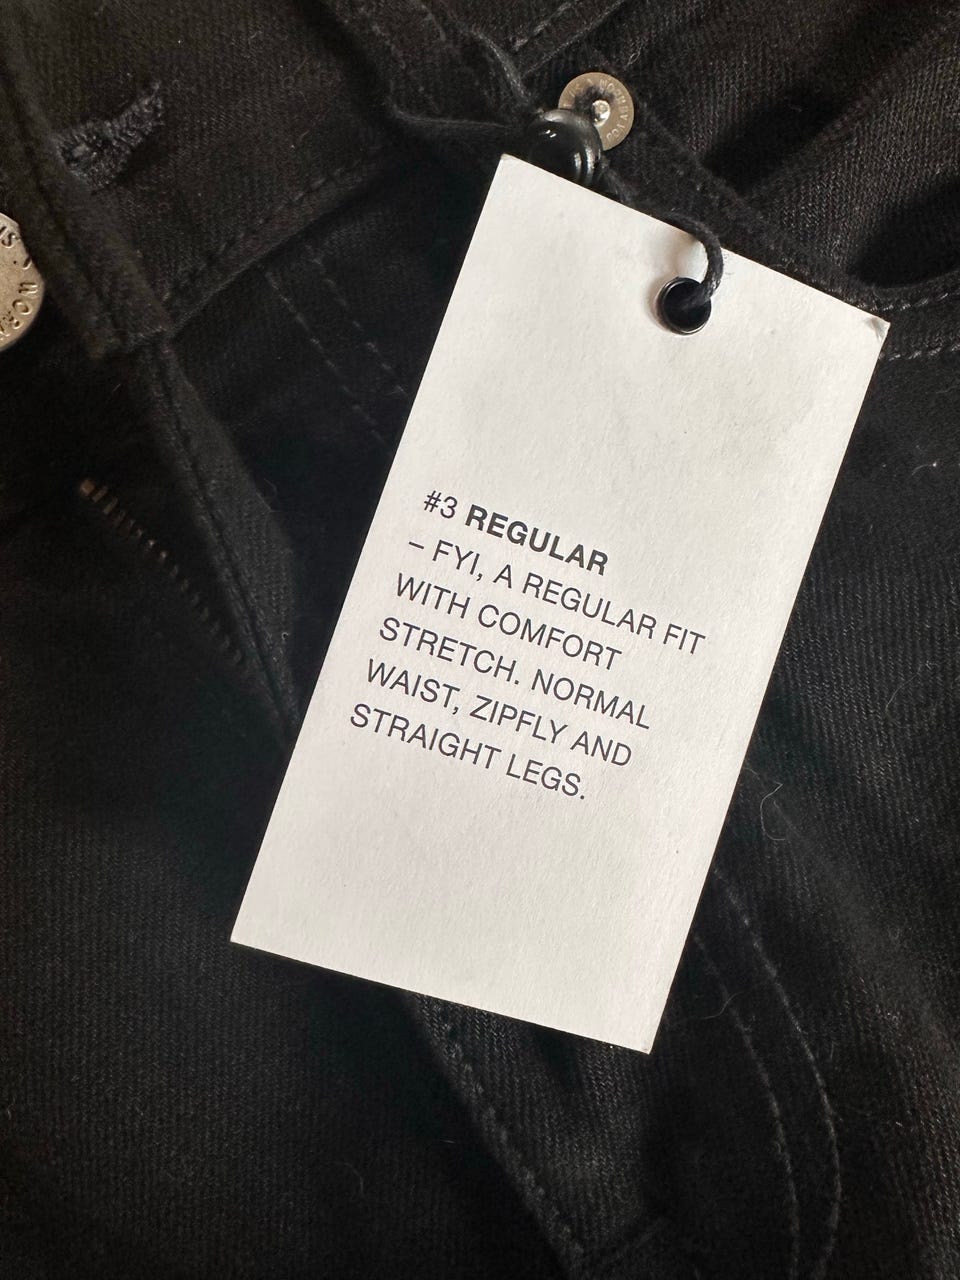 #3 REGULAR
– FYI, A REGULAR FIT
WITH COMFORT
STRETCH. NORMAL
WAIST, ZIPFLY AND
STRAIGHT LEGS.